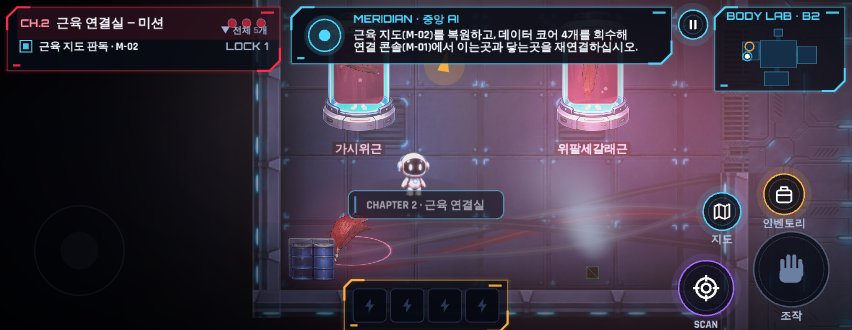 CH.2 근육 연결실 – 미션
▼ 전체 5개
근육 지도 판독 · M-02
LOCK 1
MERIDIAN · 중앙 AI
근육 지도(M-02)를 복원하고, 데이터 코어 4개를 회수해
연결 콘솔(M-01)에서 이는곳과 닿는곳을 재연결하십시오.
BODY LAB · B2
가시위근
위팔세갈래근
CHAPTER 2 · 근육 연결실
지도
인벤토리
SCAN
조작